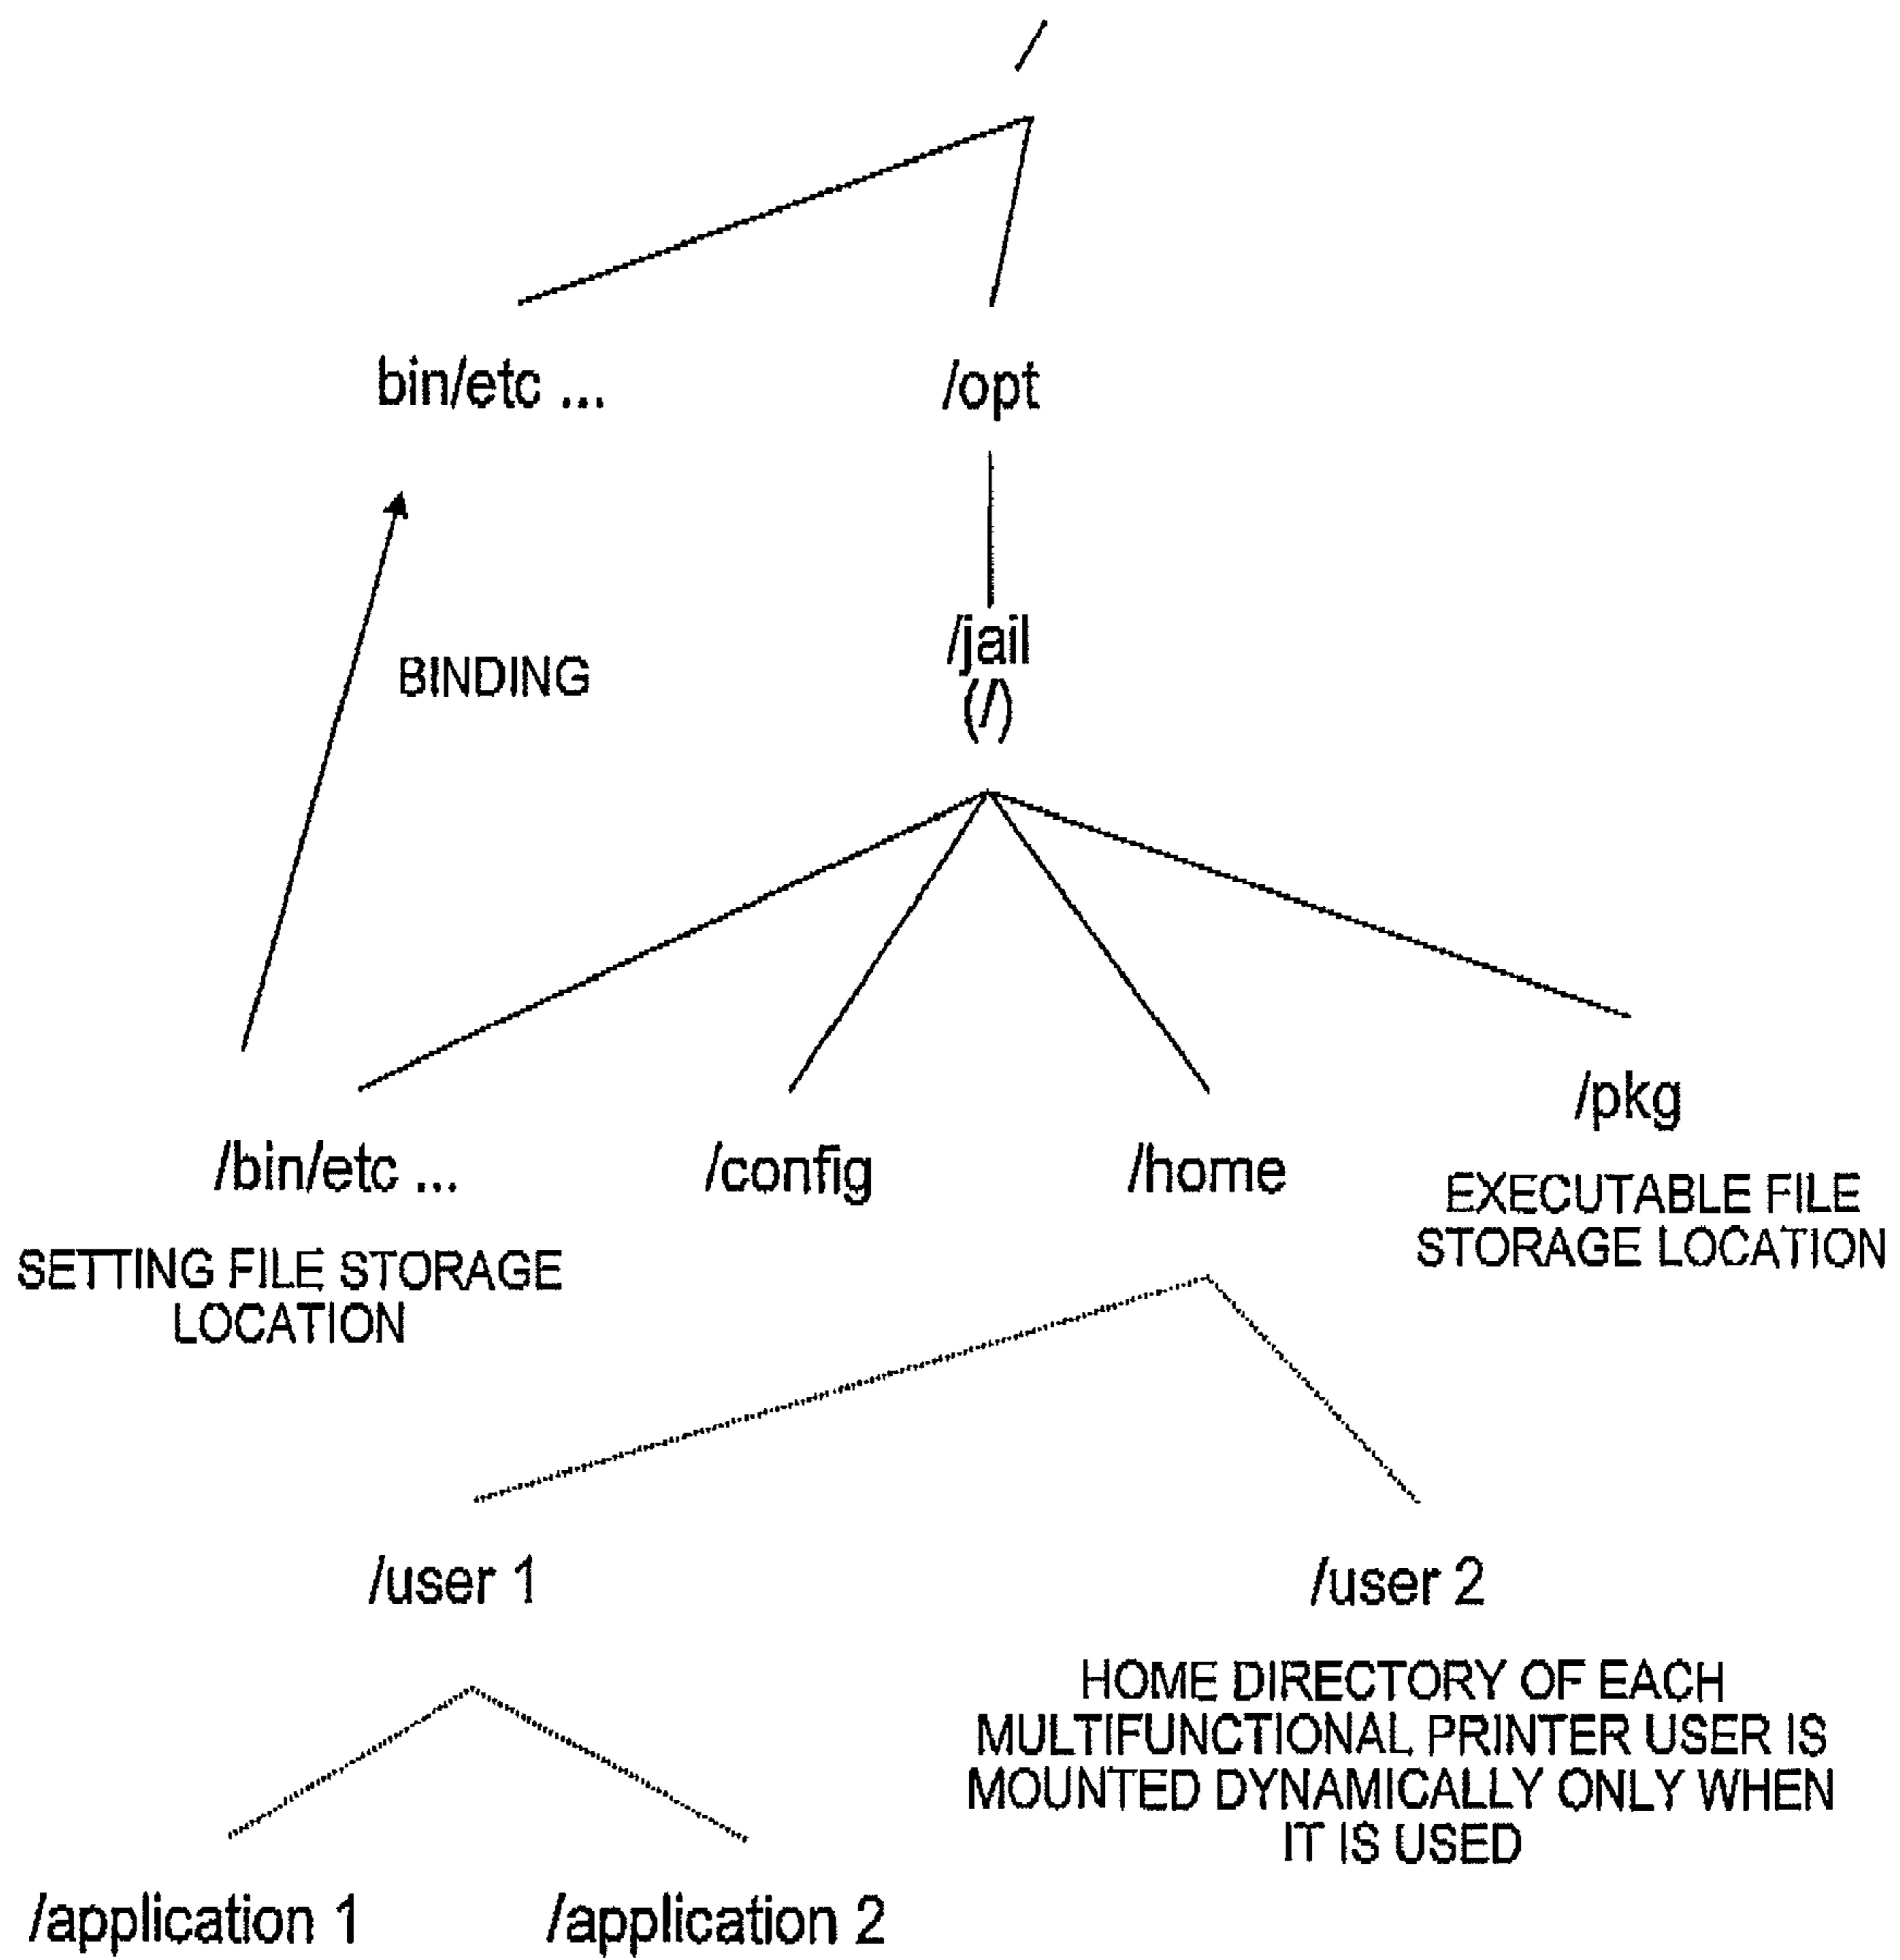 /
bin/etc ...
/opt
BINDING
/jail
(/)
/bin/etc ...
/config
/home
/pkg
SETTING FILE STORAGE
LOCATION
EXECUTABLE FILE
STORAGE LOCATION
/user 1
/user 2
HOME DIRECTORY OF EACH
MULTIFUNCTIONAL PRINTER USER IS
MOUNTED DYNAMICALLY ONLY WHEN
IT IS USED
/application 1
/application 2